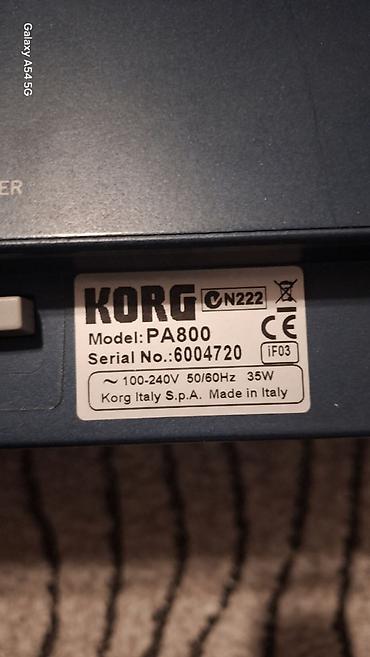 Galaxy A54 5G
ER
KORG N222
Model:PA800
CE
Serial No.:6004720 iF03
~ 100-240V 50/60Hz 35W
Korg Italy S.p.A. Made in Italy